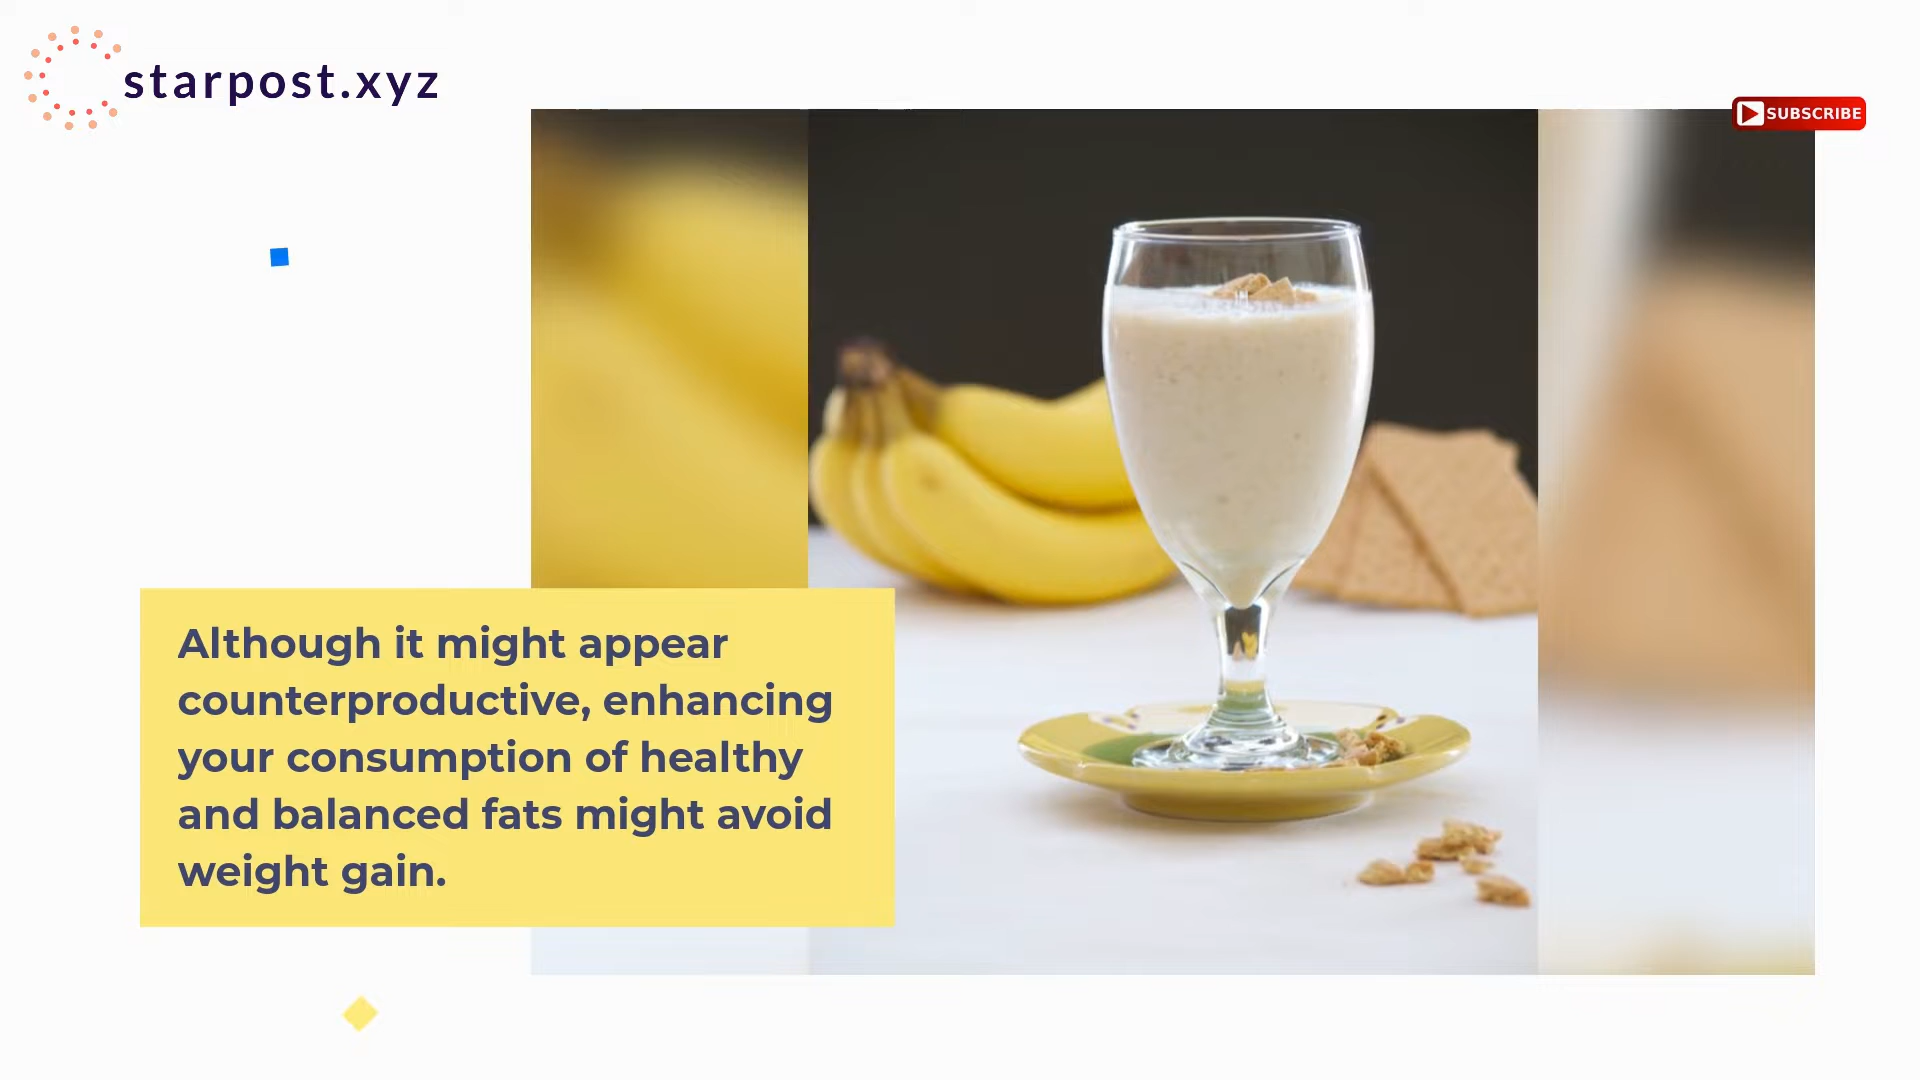 starpost.xyz
SUBSCRIBE
Although it might appear
counterproductive, enhancing
your consumption of healthy
and balanced fats might avoid
weight gain.